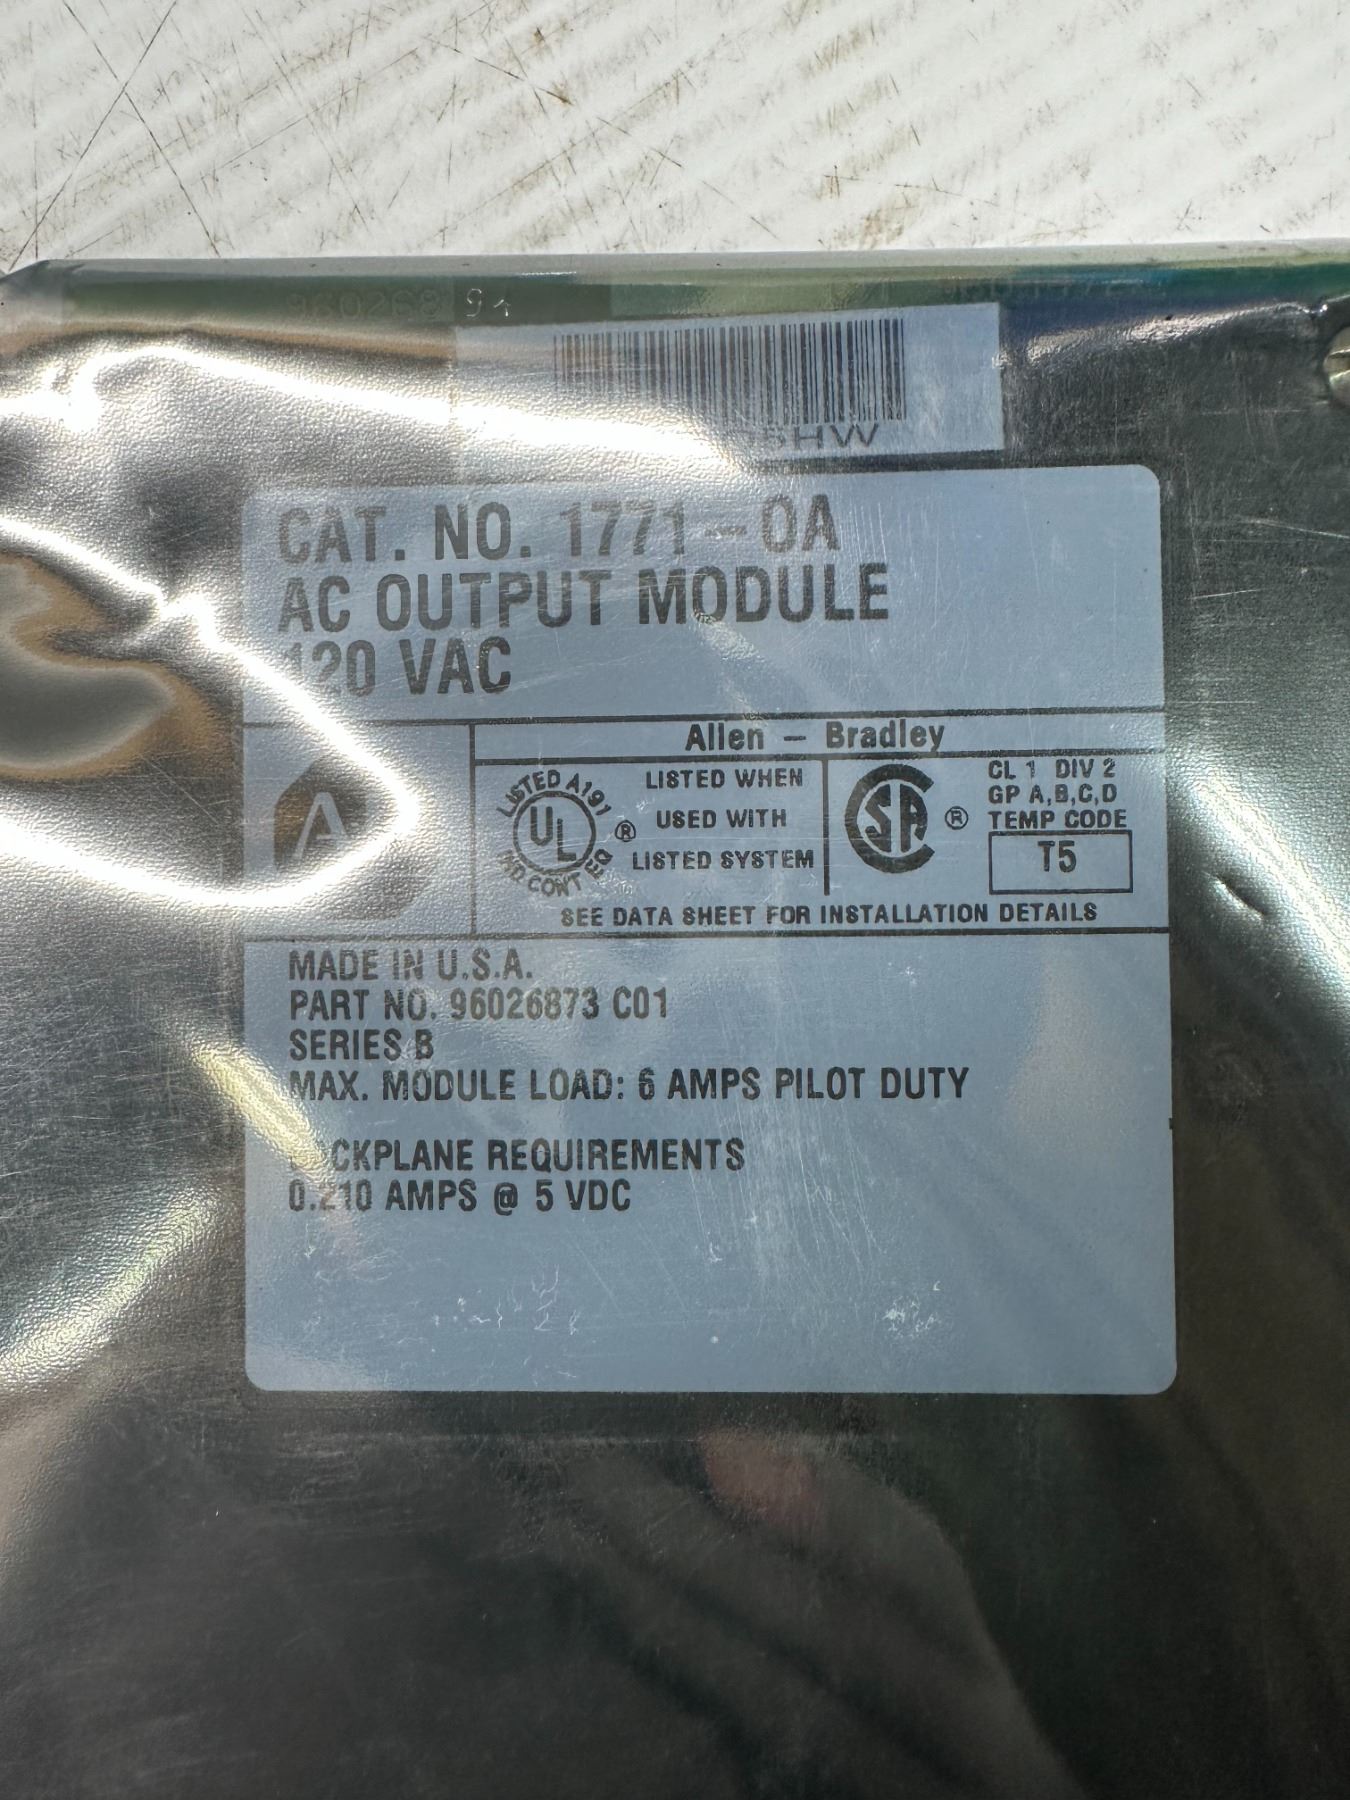 960268
CAT. NO. 1771-OA
AC OUTPUT MODULE
120 VAC
Allen - Bradley
LISTED A191
UL
IND. CONT. EQ
®
LISTED WHEN
USED WITH
LISTED SYSTEM
SA
®
CL 1 DIV 2
GP A,B,C,D
TEMP CODE
T5
SEE DATA SHEET FOR INSTALLATION DETAILS
MADE IN U.S.A.
PART NO. 96026873 C01
SERIES B
MAX. MODULE LOAD: 6 AMPS PILOT DUTY
BACKPLANE REQUIREMENTS
0.210 AMPS @ 5 VDC